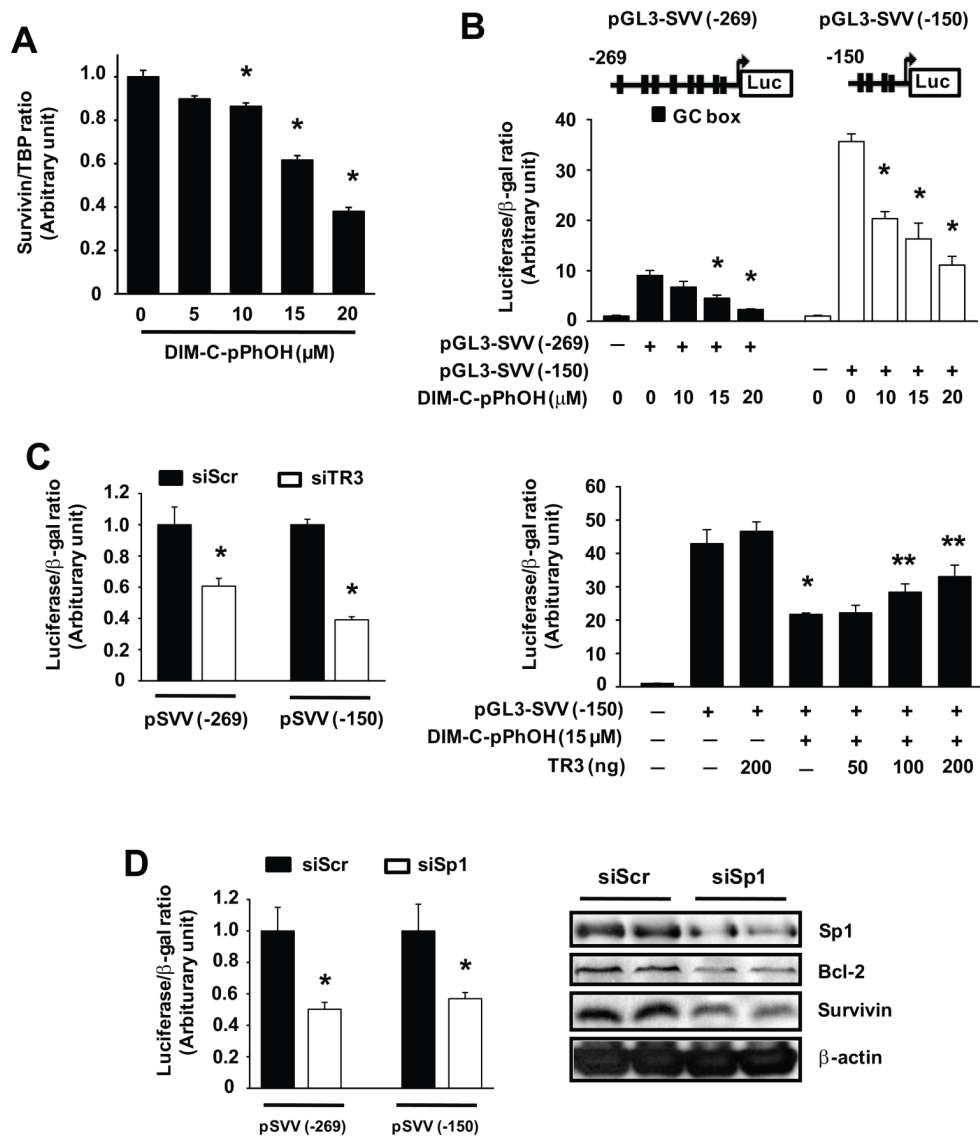 A
Survivin/TBP ratio
(Arbitrary unit)
1.0
0.8
0.6
0.4
0.2
0
*
*
*
0 5 10 15 20
DIM-C-pPhOH (µM)
B
pGL3-SVV (-269)
pGL3-SVV (-150)
-269
Luc
-150
Luc
GC box
Luciferase/β-gal ratio
(Arbitrary unit)
40
30
20
10
0
* *
* * *
pGL3-SVV (-269) — + + + +
pGL3-SVV (-150) — + + + +
DIM-C-pPhOH (µM) 0 0 10 15 20 0 0 10 15 20
C
siScr siTR3
Luciferase/β-gal ratio
(Arbiturary unit)
1.2
1.0
0.8
0.6
0.4
0.2
0
*
*
pSVV (-269) pSVV (-150)
Luciferase/β-gal ratio
(Arbiturary unit)
60
50
40
30
20
10
0
* ** **
pGL3-SVV (-150) — + + + + + +
DIM-C-pPhOH (15 µM) — — — + + + +
TR3 (ng) — — 200 — 50 100 200
D
siScr siSp1
Luciferase/β-gal ratio
(Arbiturary unit)
1.2
1.0
0.8
0.6
0.4
0.2
0
*
*
pSVV (-269) pSVV (-150)
siScr siSp1
Sp1
Bcl-2
Survivin
β-actin